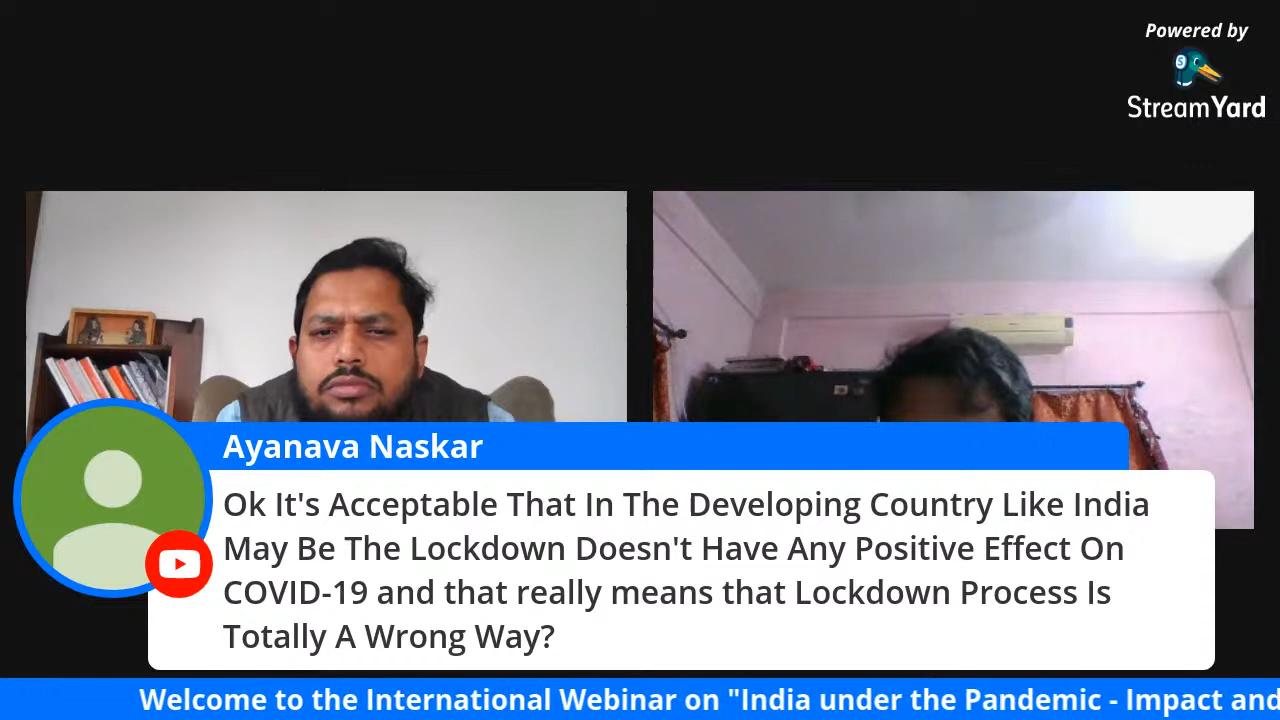 Powered by
StreamYard
Ayanava Naskar
Ok It's Acceptable That In The Developing Country Like India
May Be The Lockdown Doesn't Have Any Positive Effect On
COVID-19 and that really means that Lockdown Process Is
Totally A Wrong Way?
Welcome to the International Webinar on "India under the Pandemic - Impact and